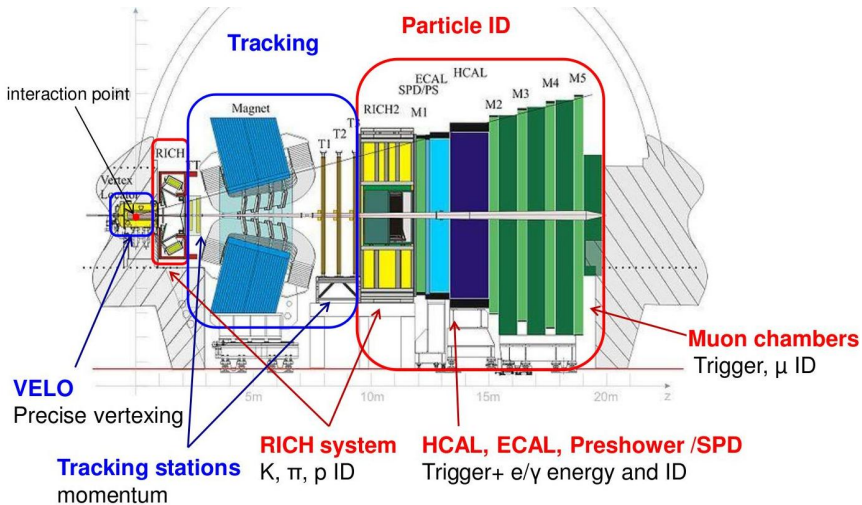 Particle ID
Tracking
HCAL
ECAL
SPD/PS
M5
M4
M3
M2
M1
RICH2
Magnet
interaction point
T1
T2
RICH
TT
Vertex
Locator
5m
10m
15m
20m
z
Muon chambers
Trigger, μ ID
VELO
Precise vertexing
RICH system
K, π, p ID
HCAL, ECAL, Preshower /SPD
Trigger+ e/γ energy and ID
Tracking stations
momentum